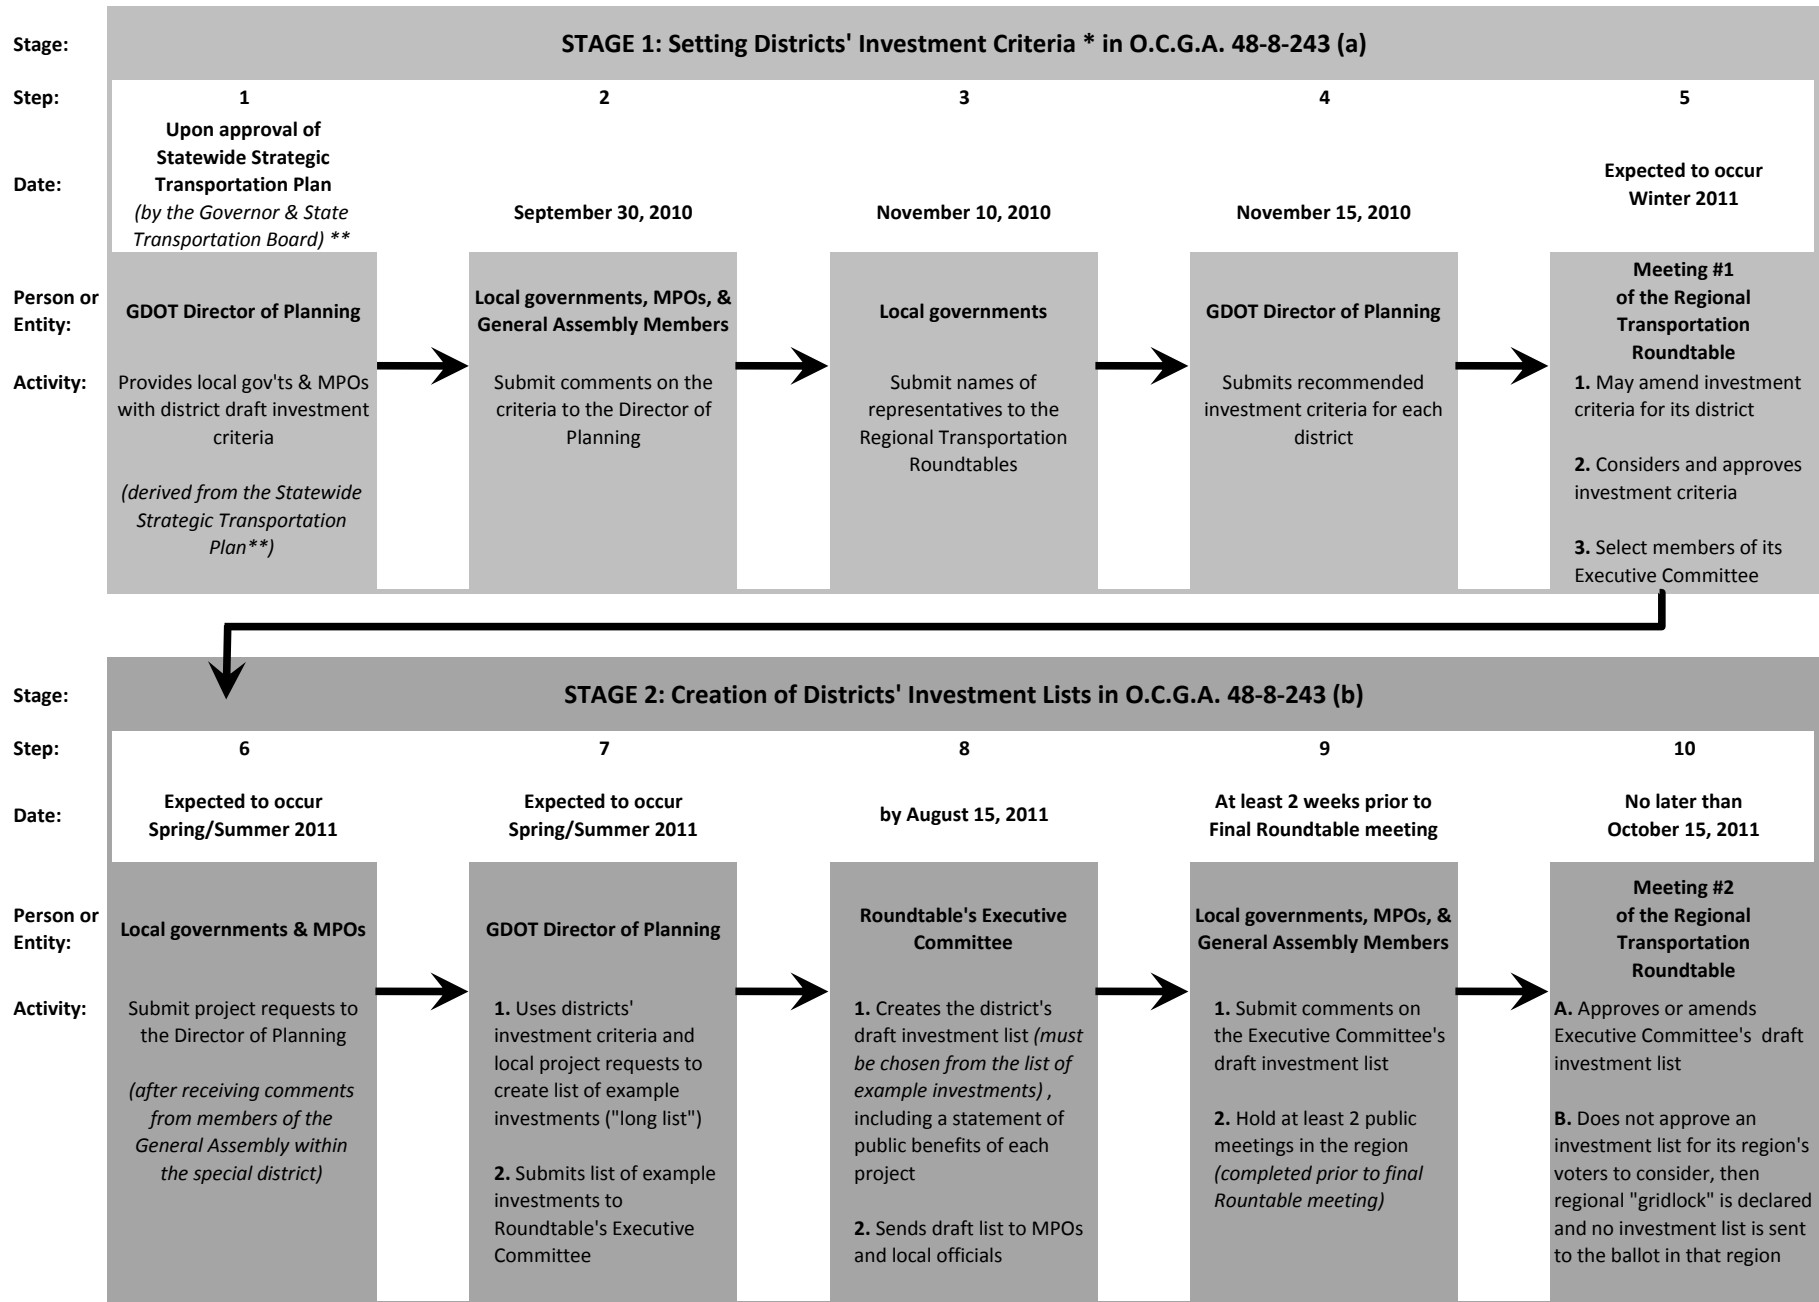 Stage:
STAGE 1: Setting Districts' Investment Criteria * in O.C.G.A. 48-8-243 (a)
Step:
1
2
3
4
5
Date:
Upon approval of
Statewide Strategic
Transportation Plan
(by the Governor & State
Transportation Board) **
September 30, 2010
November 10, 2010
November 15, 2010
Expected to occur
Winter 2011
Person or
Entity:
GDOT Director of Planning
Local governments, MPOs, &
General Assembly Members
Local governments
GDOT Director of Planning
Meeting #1
of the Regional
Transportation
Roundtable
Activity:
Provides local gov'ts & MPOs
with district draft investment
criteria
(derived from the Statewide
Strategic Transportation
Plan**)
Submit comments on the
criteria to the Director of
Planning
Submit names of
representatives to the
Regional Transportation
Roundtables
Submits recommended
investment criteria for each
district
1. May amend investment
criteria for its district
2. Considers and approves
investment criteria
3. Select members of its
Executive Committee
Stage:
STAGE 2: Creation of Districts' Investment Lists in O.C.G.A. 48-8-243 (b)
Step:
6
7
8
9
10
Date:
Expected to occur
Spring/Summer 2011
Expected to occur
Spring/Summer 2011
by August 15, 2011
At least 2 weeks prior to
Final Roundtable meeting
No later than
October 15, 2011
Person or
Entity:
Local governments & MPOs
GDOT Director of Planning
Roundtable's Executive
Committee
Local governments, MPOs, &
General Assembly Members
Meeting #2
of the Regional
Transportation
Roundtable
Activity:
Submit project requests to
the Director of Planning
(after receiving comments
from members of the
General Assembly within
the special district)
1. Uses districts'
investment criteria and
local project requests to
create list of example
investments ("long list")
2. Submits list of example
investments to
Roundtable's Executive
Committee
1. Creates the district's
draft investment list (must
be chosen from the list of
example investments) ,
including a statement of
public benefits of each
project
2. Sends draft list to MPOs
and local officials
1. Submit comments on
the Executive Committee's
draft investment list
2. Hold at least 2 public
meetings in the region
(completed prior to final
Rountable meeting)
A. Approves or amends
Executive Committee's draft
investment list
B. Does not approve an
investment list for its region's
voters to consider, then
regional "gridlock" is declared
and no investment list is sent
to the ballot in that region